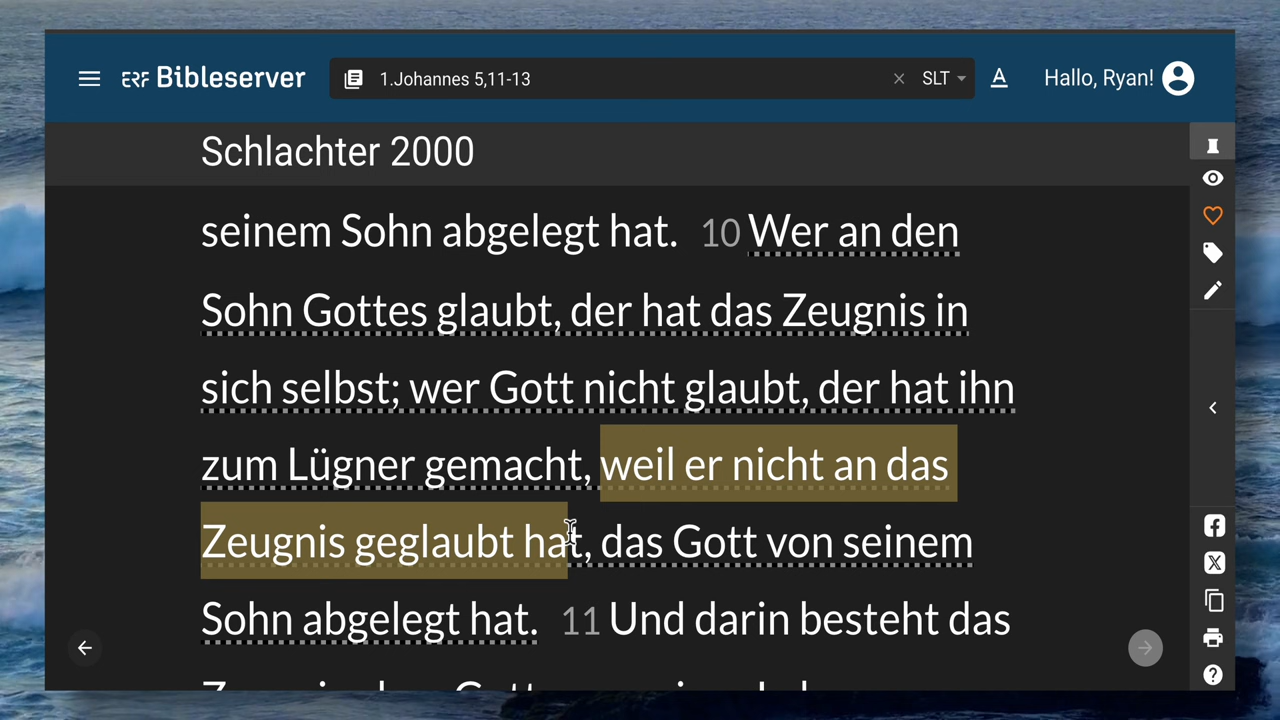 ERF Bibleserver
1.Johannes 5,11-13
SLT
A
Hallo, Ryan!
Schlachter 2000
seinem Sohn abgelegt hat. 10 Wer an den
Sohn Gottes glaubt, der hat das Zeugnis in
sich selbst; wer Gott nicht glaubt, der hat ihn
zum Lügner gemacht, weil er nicht an das
Zeugnis geglaubt hat, das Gott von seinem
Sohn abgelegt hat. 11 Und darin besteht das